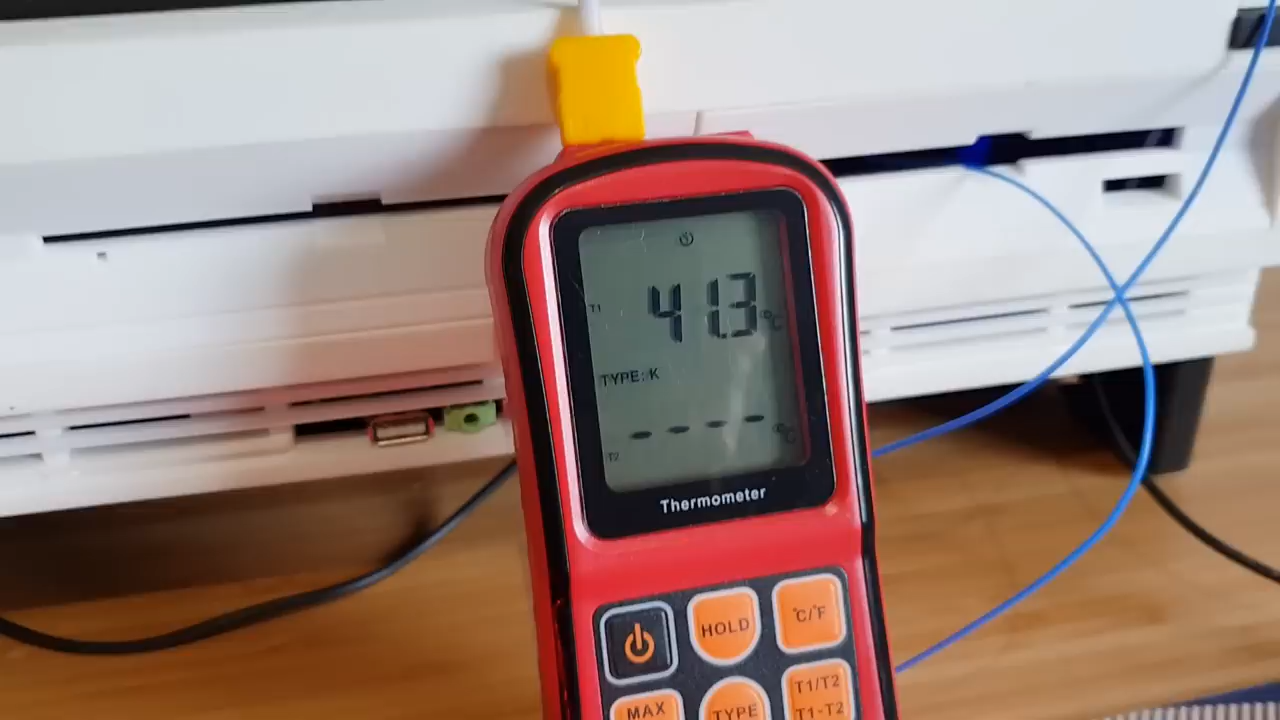 T1 41.3 °C
TYPE: K
T2 - - - - °C
Thermometer
HOLD
°C/°F
MAX
TYPE
T1/T2
T1-T2